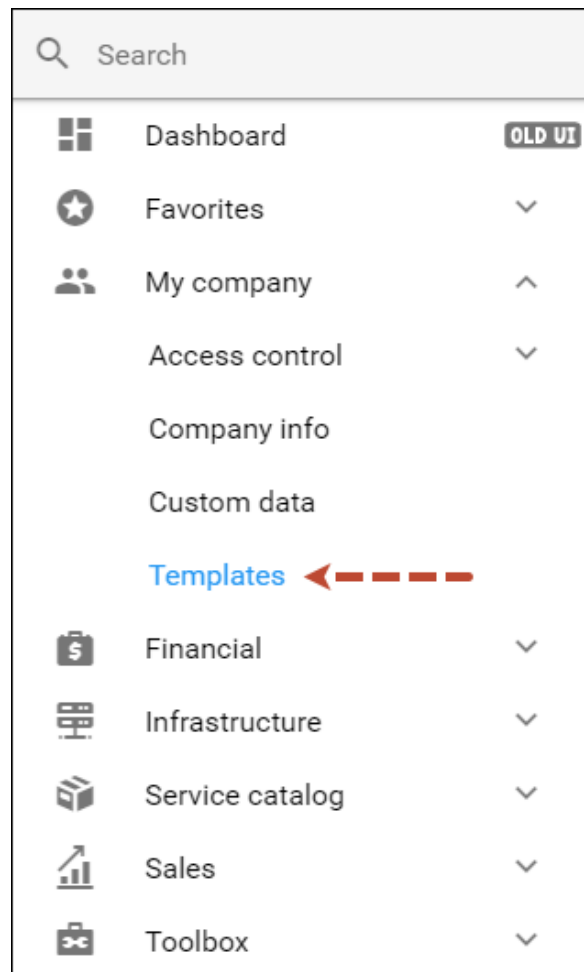 Search
Dashboard OLD UI
Favorites
My company
Access control
Company info
Custom data
Templates
Financial
Infrastructure
Service catalog
Sales
Toolbox